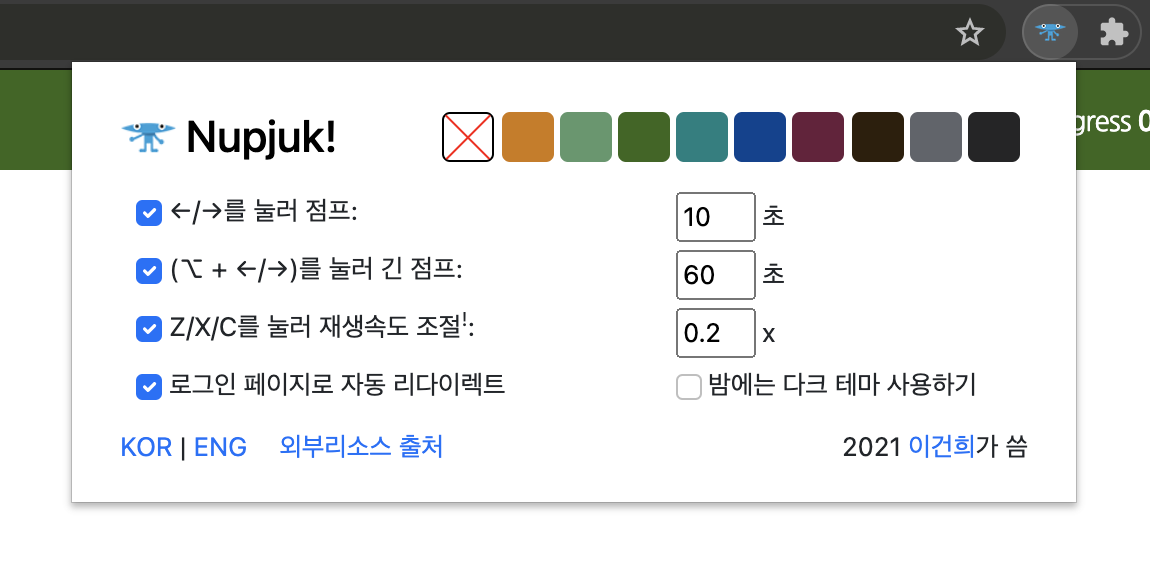 gress 0
Nupjuk!
←/→를 눌러 점프: 10 초
(⌥ + ←/→)를 눌러 긴 점프: 60 초
Z/X/C를 눌러 재생속도 조절!: 0.2 x
로그인 페이지로 자동 리다이렉트 밤에는 다크 테마 사용하기
KOR | ENG 외부리소스 출처 2021 이건희가 씀